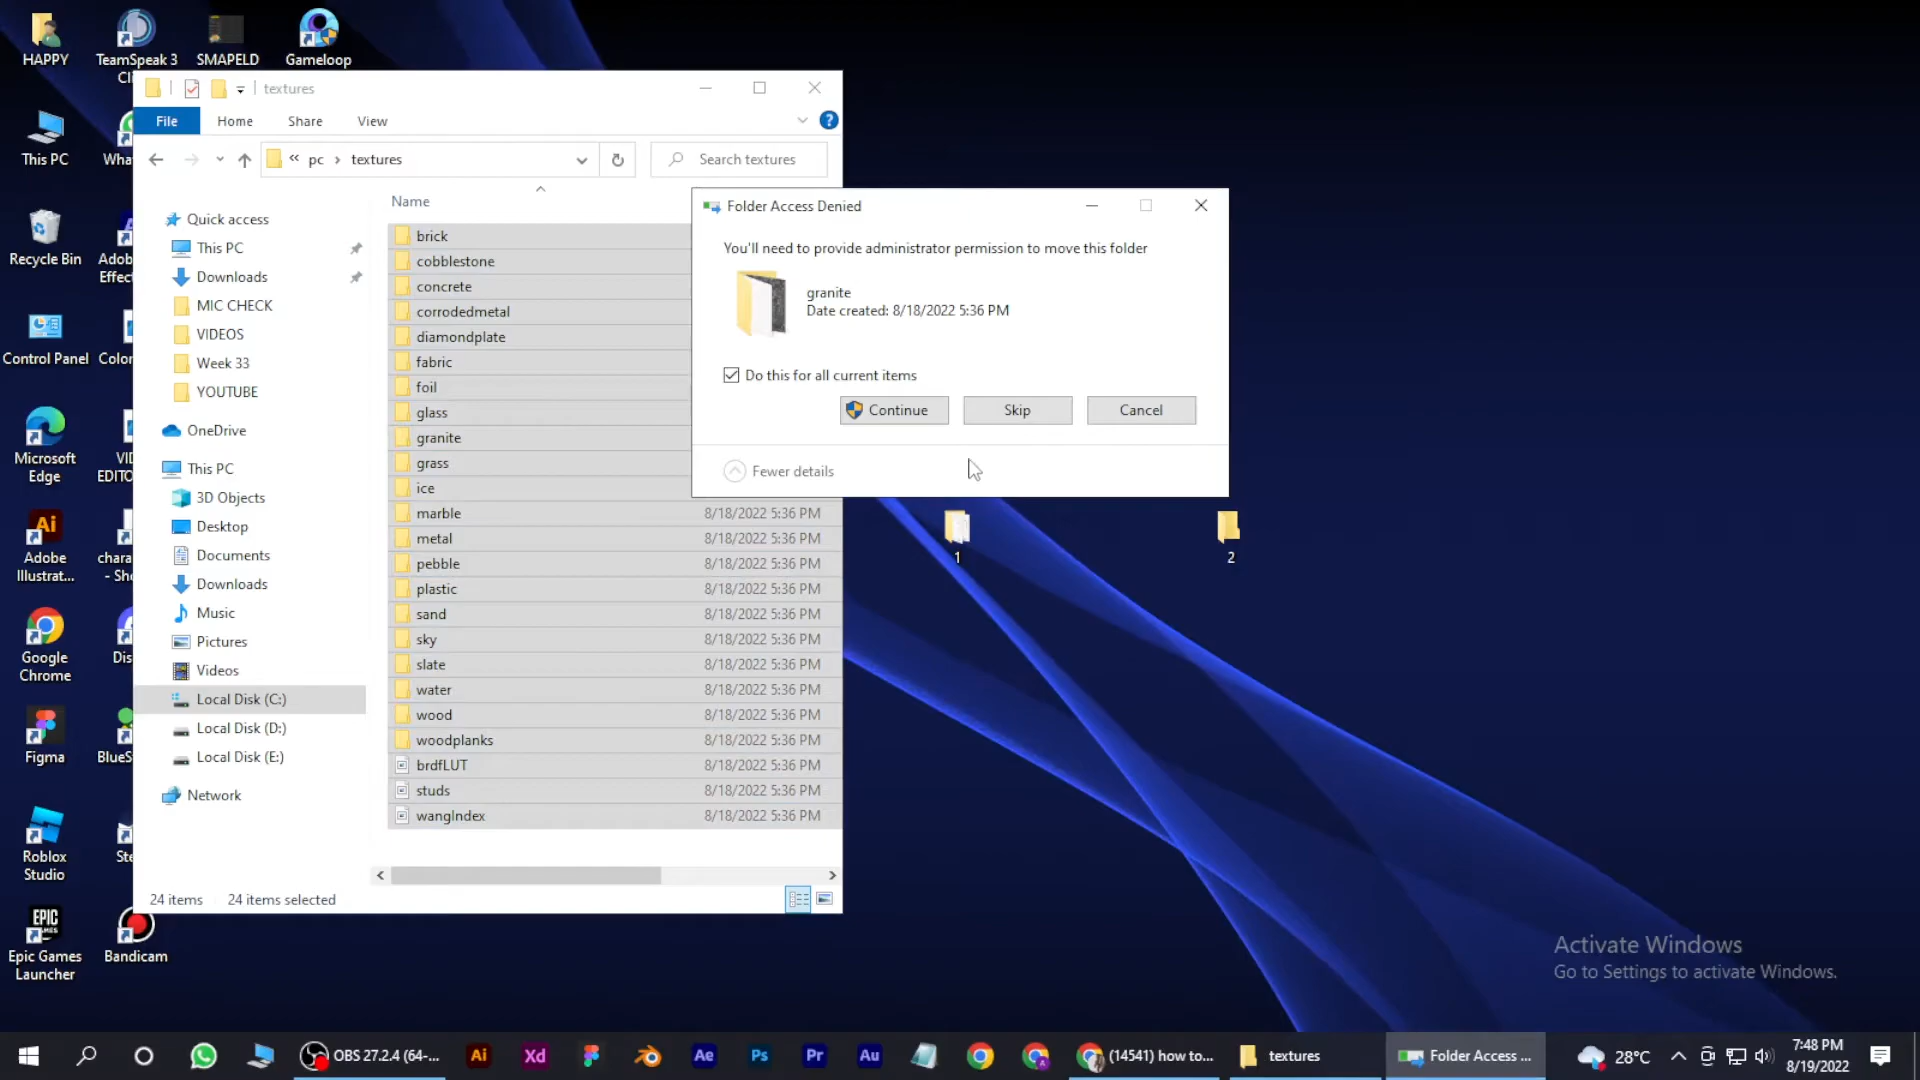 HAPPY
TeamSpeak 3
Cli
SMAPELD
Gameloop
This PC
Wha
Recycle Bin
Adob
Effect
Control Panel
Color
Microsoft
Edge
VID
EDITO
Adobe
Illustrat...
chara
- Sho
Google
Chrome
Dis
Figma
BlueS
Roblox
Studio
Ste
Epic Games
Launcher
EPIC
GAMES
Bandicam
textures
File
Home
Share
View
« pc › textures
Search textures
Name
Quick access
This PC
Downloads
MIC CHECK
VIDEOS
Week 33
YOUTUBE
OneDrive
This PC
3D Objects
Desktop
Documents
Downloads
Music
Pictures
Videos
Local Disk (C:)
Local Disk (D:)
Local Disk (E:)
Network
brick
cobblestone
concrete
corrodedmetal
diamondplate
fabric
foil
glass
granite
grass
ice
marble 8/18/2022 5:36 PM
metal 8/18/2022 5:36 PM
pebble 8/18/2022 5:36 PM
plastic 8/18/2022 5:36 PM
sand 8/18/2022 5:36 PM
sky 8/18/2022 5:36 PM
slate 8/18/2022 5:36 PM
water 8/18/2022 5:36 PM
wood 8/18/2022 5:36 PM
woodplanks 8/18/2022 5:36 PM
brdfLUT 8/18/2022 5:36 PM
studs 8/18/2022 5:36 PM
wangIndex 8/18/2022 5:36 PM
24 items 24 items selected
Folder Access Denied
You'll need to provide administrator permission to move this folder
granite
Date created: 8/18/2022 5:36 PM
Do this for all current items
Continue
Skip
Cancel
Fewer details
1
2
Activate Windows
Go to Settings to activate Windows.
OBS 27.2.4 (64-...
Ai
Xd
Ae
Ps
Pr
Au
(14541) how to...
textures
Folder Access ...
28°C
7:48 PM
8/19/2022